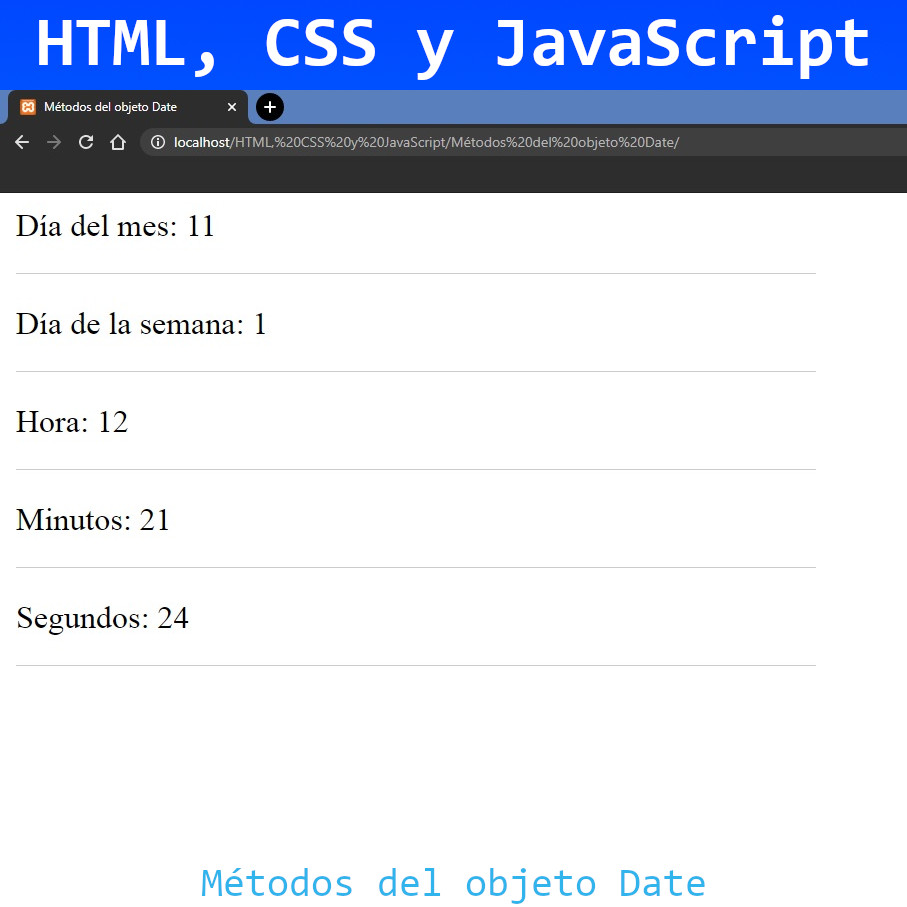 HTML, CSS y JavaScript
Métodos del objeto Date
localhost/HTML,%20CSS%20y%20JavaScript/Métodos%20del%20objeto%20Date/
Día del mes: 11
Día de la semana: 1
Hora: 12
Minutos: 21
Segundos: 24
Métodos del objeto Date